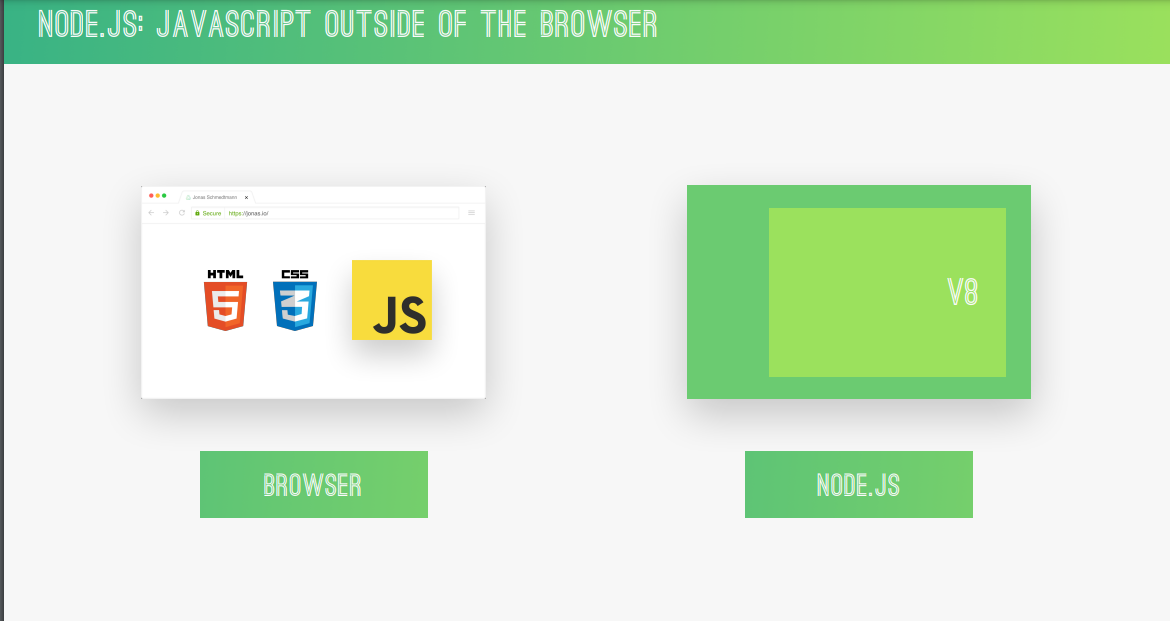 NODE.JS: JAVASCRIPT OUTSIDE OF THE BROWSER
Jonas Schmedtmann
Secure https://jonas.io/
HTML
5
CSS
3
JS
V8
BROWSER
NODE.JS